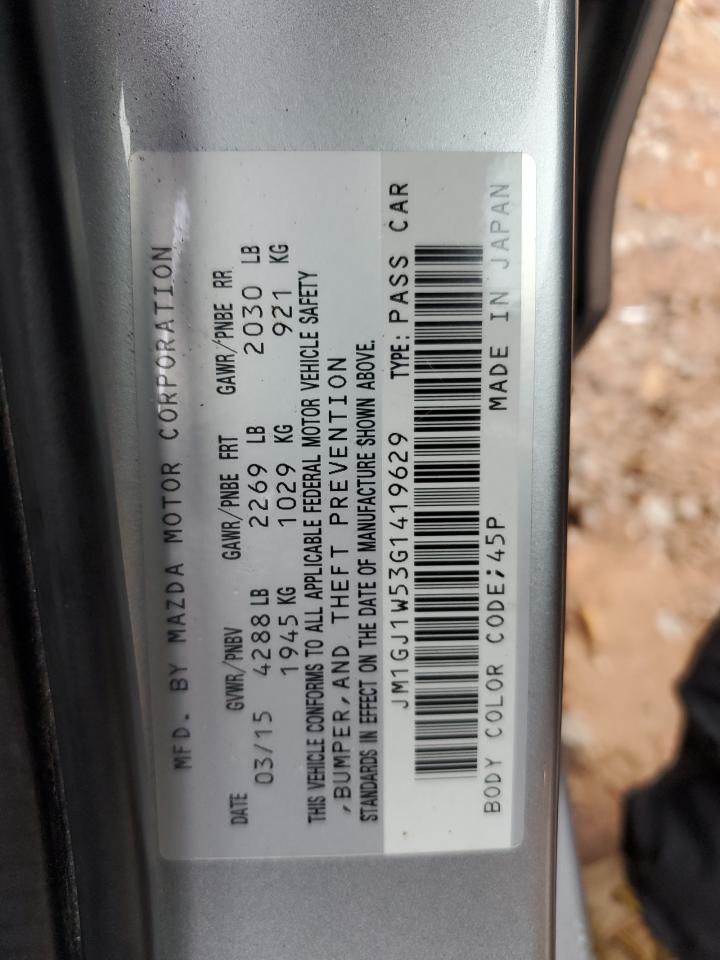 MFD. BY MAZDA MOTOR CORPORATION
DATE GVWR/PNBV GAWR/PNBE FRT GAWR/PNBE RR
03/15 4288 LB 2269 LB 2030 LB
1945 KG 1029 KG 921 KG
THIS VEHICLE CONFORMS TO ALL APPLICABLE FEDERAL MOTOR VEHICLE SAFETY
,BUMPER,AND THEFT PREVENTION
STANDARDS IN EFFECT ON THE DATE OF MANUFACTURE SHOWN ABOVE.
JM1GJ1W53G1419629 TYPE: PASS CAR
BODY COLOR CODE;45P MADE IN JAPAN